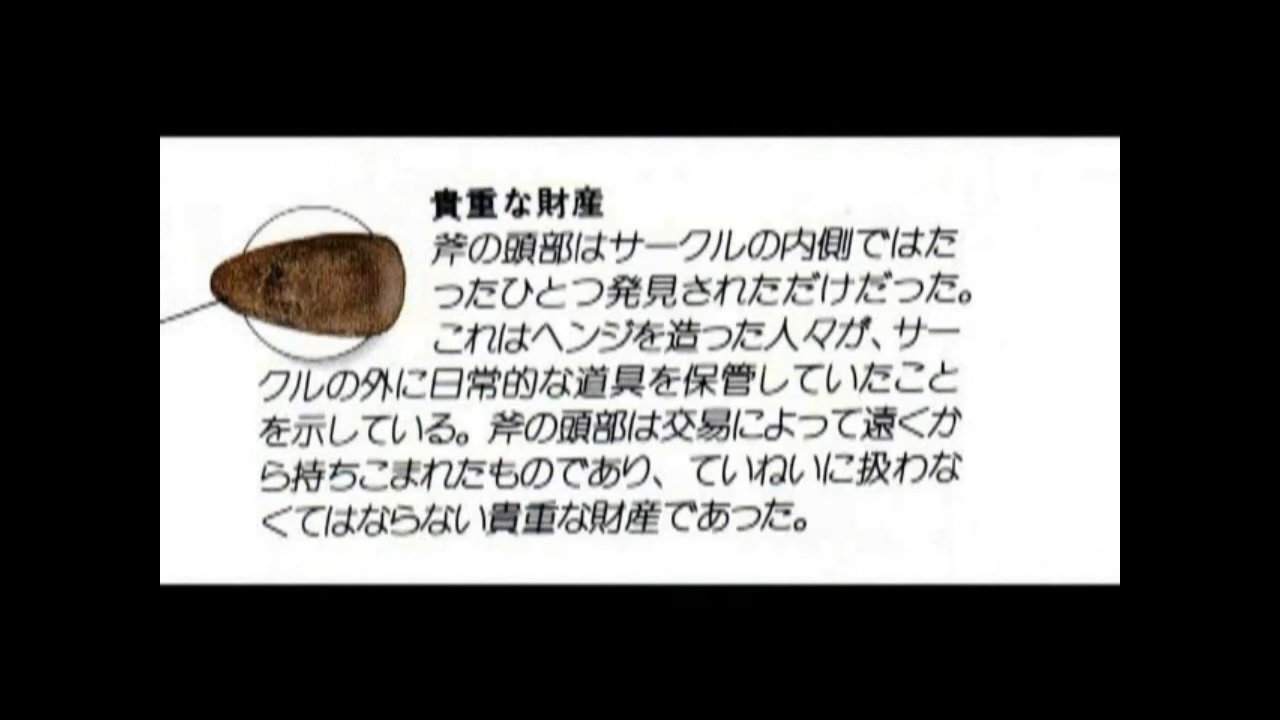 貴重な財産
斧の頭部はサークルの内側ではた
ったひとつ発見されただけだった。
これはヘンジを造った人々が、サー
クルの外に日常的な道具を保管していたこと
を示している。斧の頭部は交易によって遠くか
ら持ちこまれたものであり、ていねいに扱わな
くてはならない貴重な財産であった。